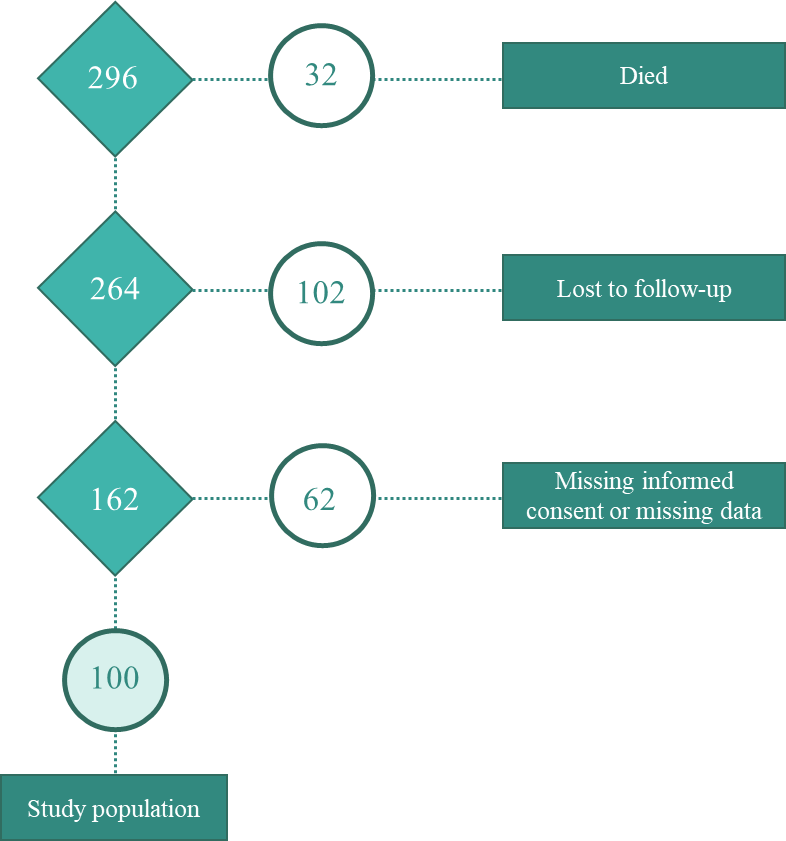 296
32
Died
264
102
Lost to follow-up
162
62
Missing informed
consent or missing data
100
Study population